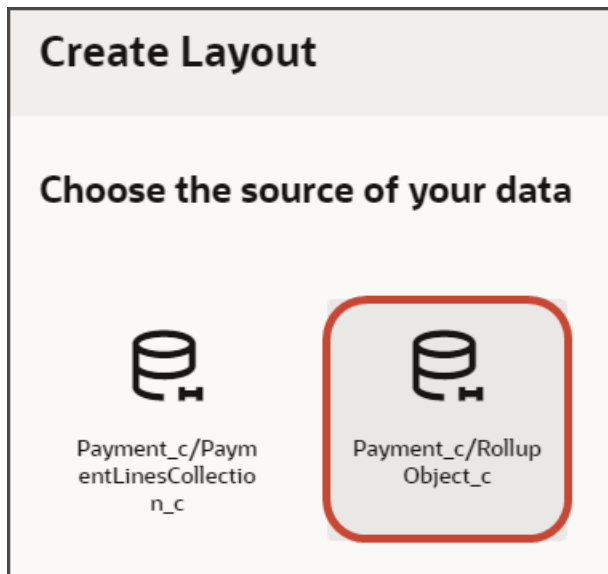 Create Layout
Choose the source of your data
Payment_c/Paym
entLinesCollectio
n_c
Payment_c/Rollup
Object_c